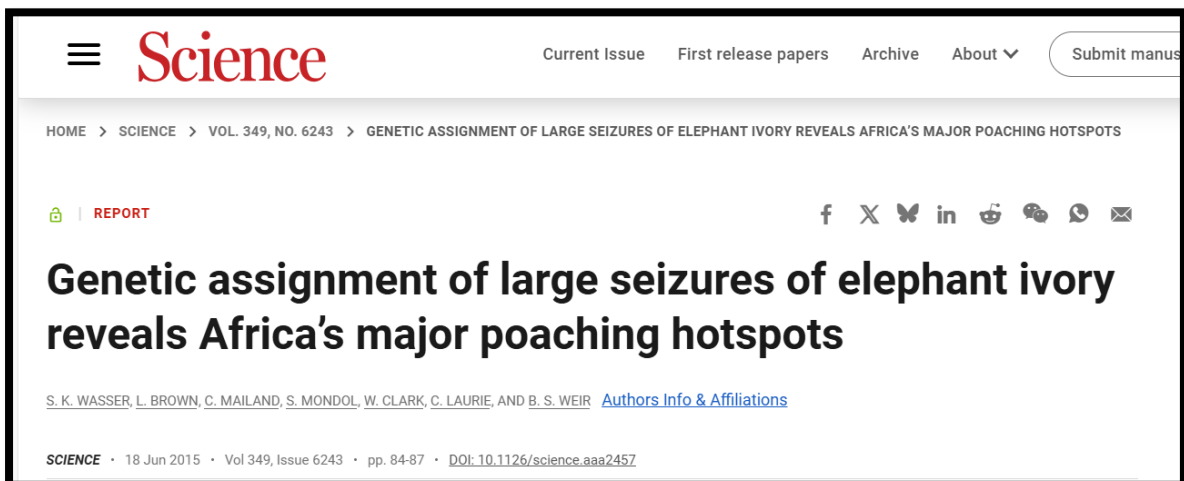 Science
Current Issue First release papers Archive About Submit manus
HOME > SCIENCE > VOL. 349, NO. 6243 > GENETIC ASSIGNMENT OF LARGE SEIZURES OF ELEPHANT IVORY REVEALS AFRICA'S MAJOR POACHING HOTSPOTS
REPORT
Genetic assignment of large seizures of elephant ivory
reveals Africa's major poaching hotspots
S. K. WASSER, L. BROWN, C. MAILAND, S. MONDOL, W. CLARK, C. LAURIE, AND B. S. WEIR Authors Info & Affiliations
SCIENCE • 18 Jun 2015 • Vol 349, Issue 6243 • pp. 84-87 • DOI: 10.1126/science.aaa2457